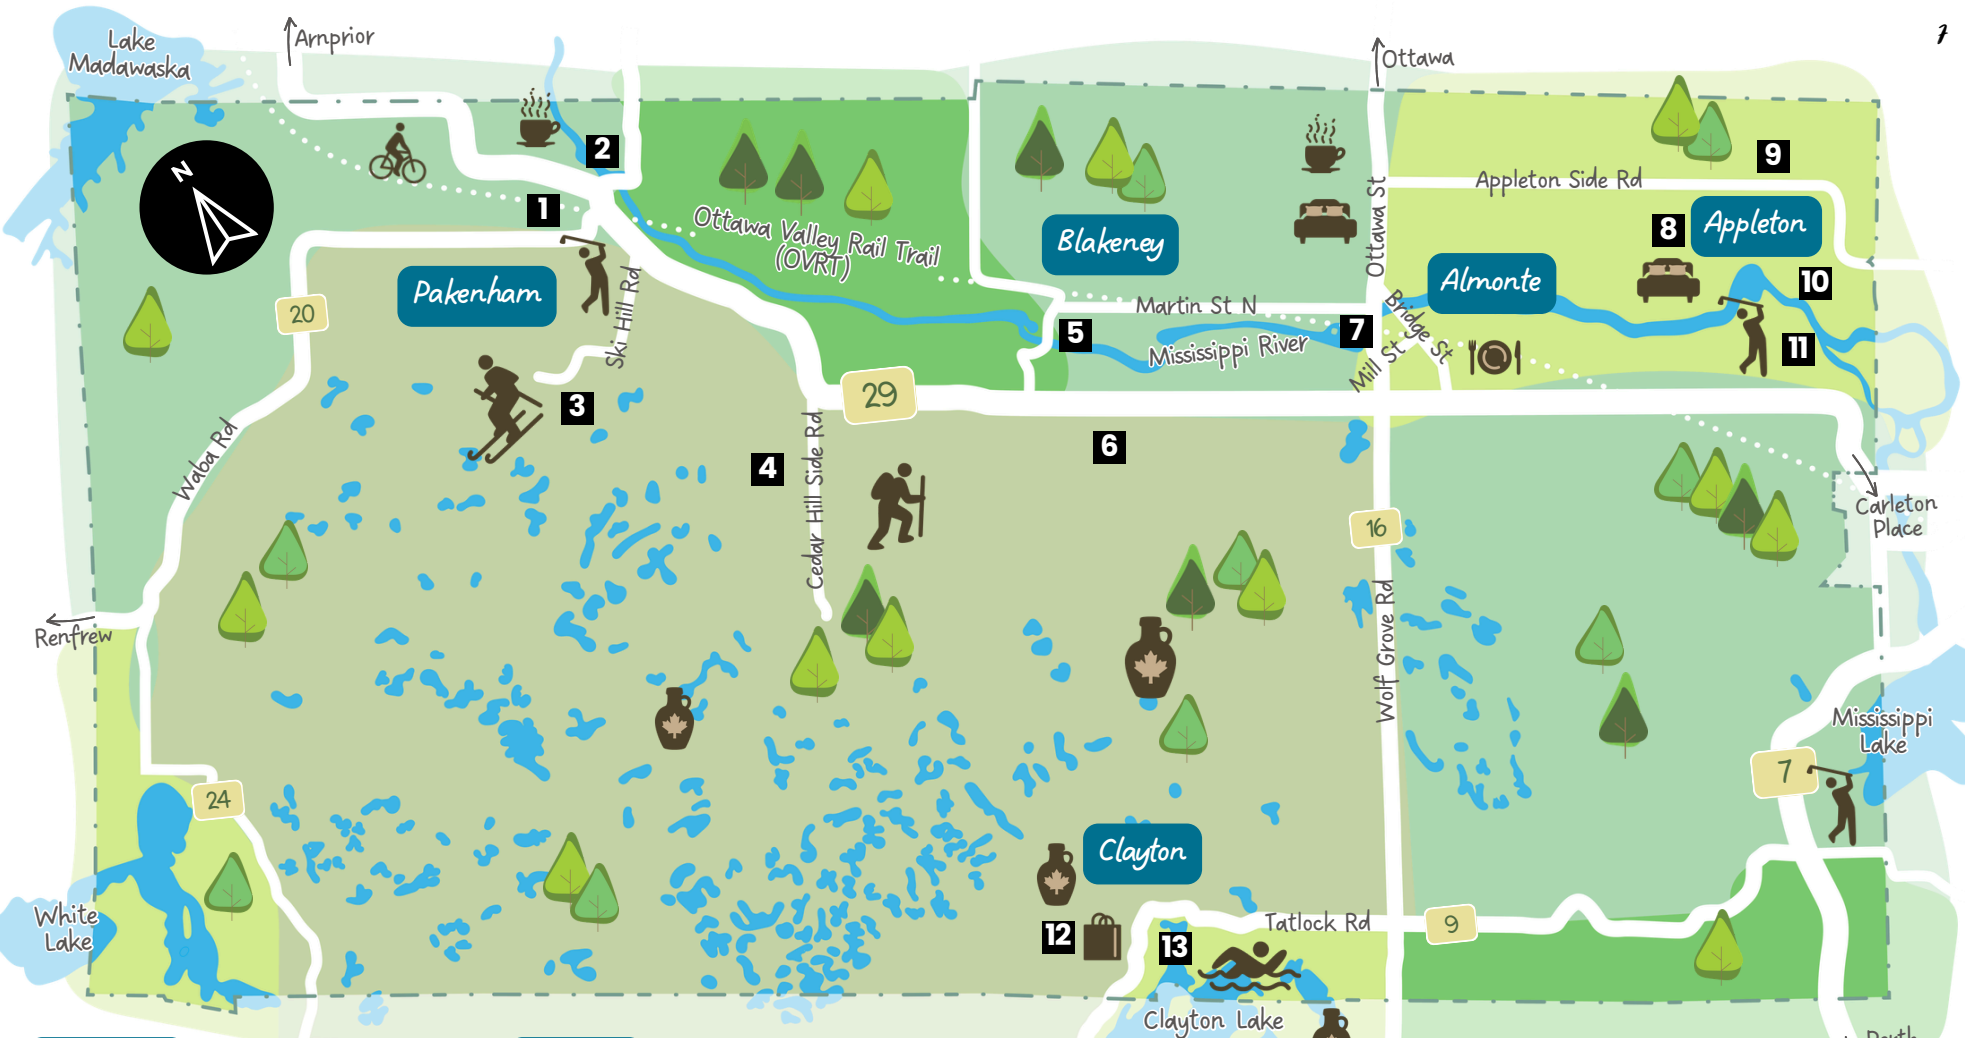 Lake
Madawaska
Arnprior
Ottawa
N
2
1
9
Appleton Side Rd
Ottawa St
Ottawa Valley Rail Trail
(OVRT)
Blakeney
8
Appleton
Pakenham
Almonte
10
20
Ski Hill Rd
Martin St N
5
Mississippi River
7
Bridge St
Mill St
11
3
29
Waba Rd
4
Cedar Hill Side Rd
6
16
Carleton
Place
Renfrew
Wolf Grove Rd
Mississippi
Lake
7
24
Clayton
White
Lake
12
13
Tatlock Rd
9
Clayton Lake